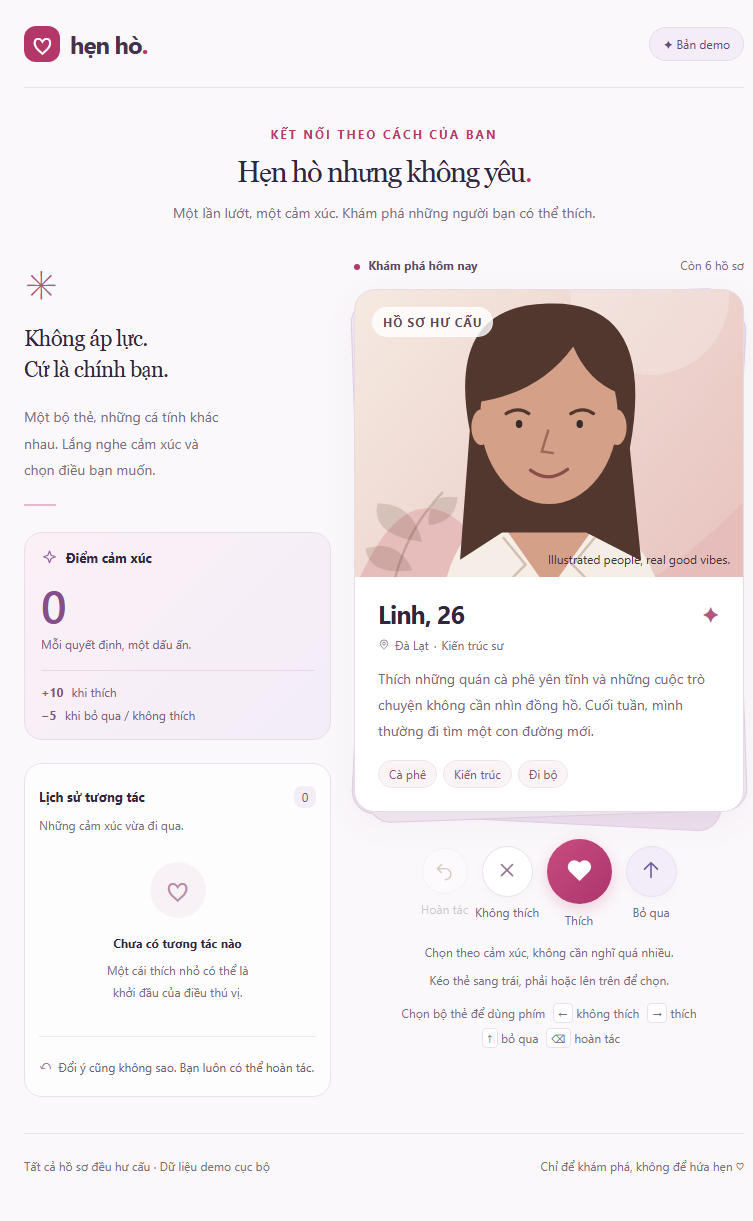 hẹn hò.
✦ Bản demo
KẾT NỐI THEO CÁCH CỦA BẠN
Hẹn hò nhưng không yêu.
Một lần lướt, một cảm xúc. Khám phá những người bạn có thể thích.
Không áp lực.
Cứ là chính bạn.
Một bộ thẻ, những cá tính khác
nhau. Lắng nghe cảm xúc và
chọn điều bạn muốn.
Điểm cảm xúc
0
Mỗi quyết định, một dấu ấn.
+10 khi thích
−5 khi bỏ qua / không thích
Lịch sử tương tác 0
Những cảm xúc vừa đi qua.
Chưa có tương tác nào
Một cái thích nhỏ có thể là
khởi đầu của điều thú vị.
Đổi ý cũng không sao. Bạn luôn có thể hoàn tác.
Khám phá hôm nay
Còn 6 hồ sơ
HỒ SƠ HƯ CẤU
Illustrated people, real good vibes.
Linh, 26
Đà Lạt · Kiến trúc sư
Thích những quán cà phê yên tĩnh và những cuộc trò
chuyện không cần nhìn đồng hồ. Cuối tuần, mình
thường đi tìm một con đường mới.
Cà phê
Kiến trúc
Đi bộ
Hoàn tác
Không thích
Thích
Bỏ qua
Chọn theo cảm xúc, không cần nghĩ quá nhiều.
Kéo thẻ sang trái, phải hoặc lên trên để chọn.
Chọn bộ thẻ để dùng phím ← không thích → thích
↑ bỏ qua ⌫ hoàn tác
Tất cả hồ sơ đều hư cấu · Dữ liệu demo cục bộ
Chỉ để khám phá, không để hứa hẹn ♡